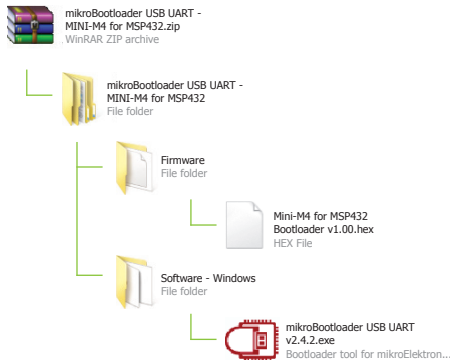 mikroBootloader USB UART -
MINI-M4 for MSP432.zip
WinRAR ZIP archive
mikroBootloader USB UART -
MINI-M4 for MSP432
File folder
Firmware
File folder
Mini-M4 for MSP432
Bootloader v1.00.hex
HEX File
Software - Windows
File folder
mikroBootloader USB UART
v2.4.2.exe
Bootloader tool for mikroElektron...